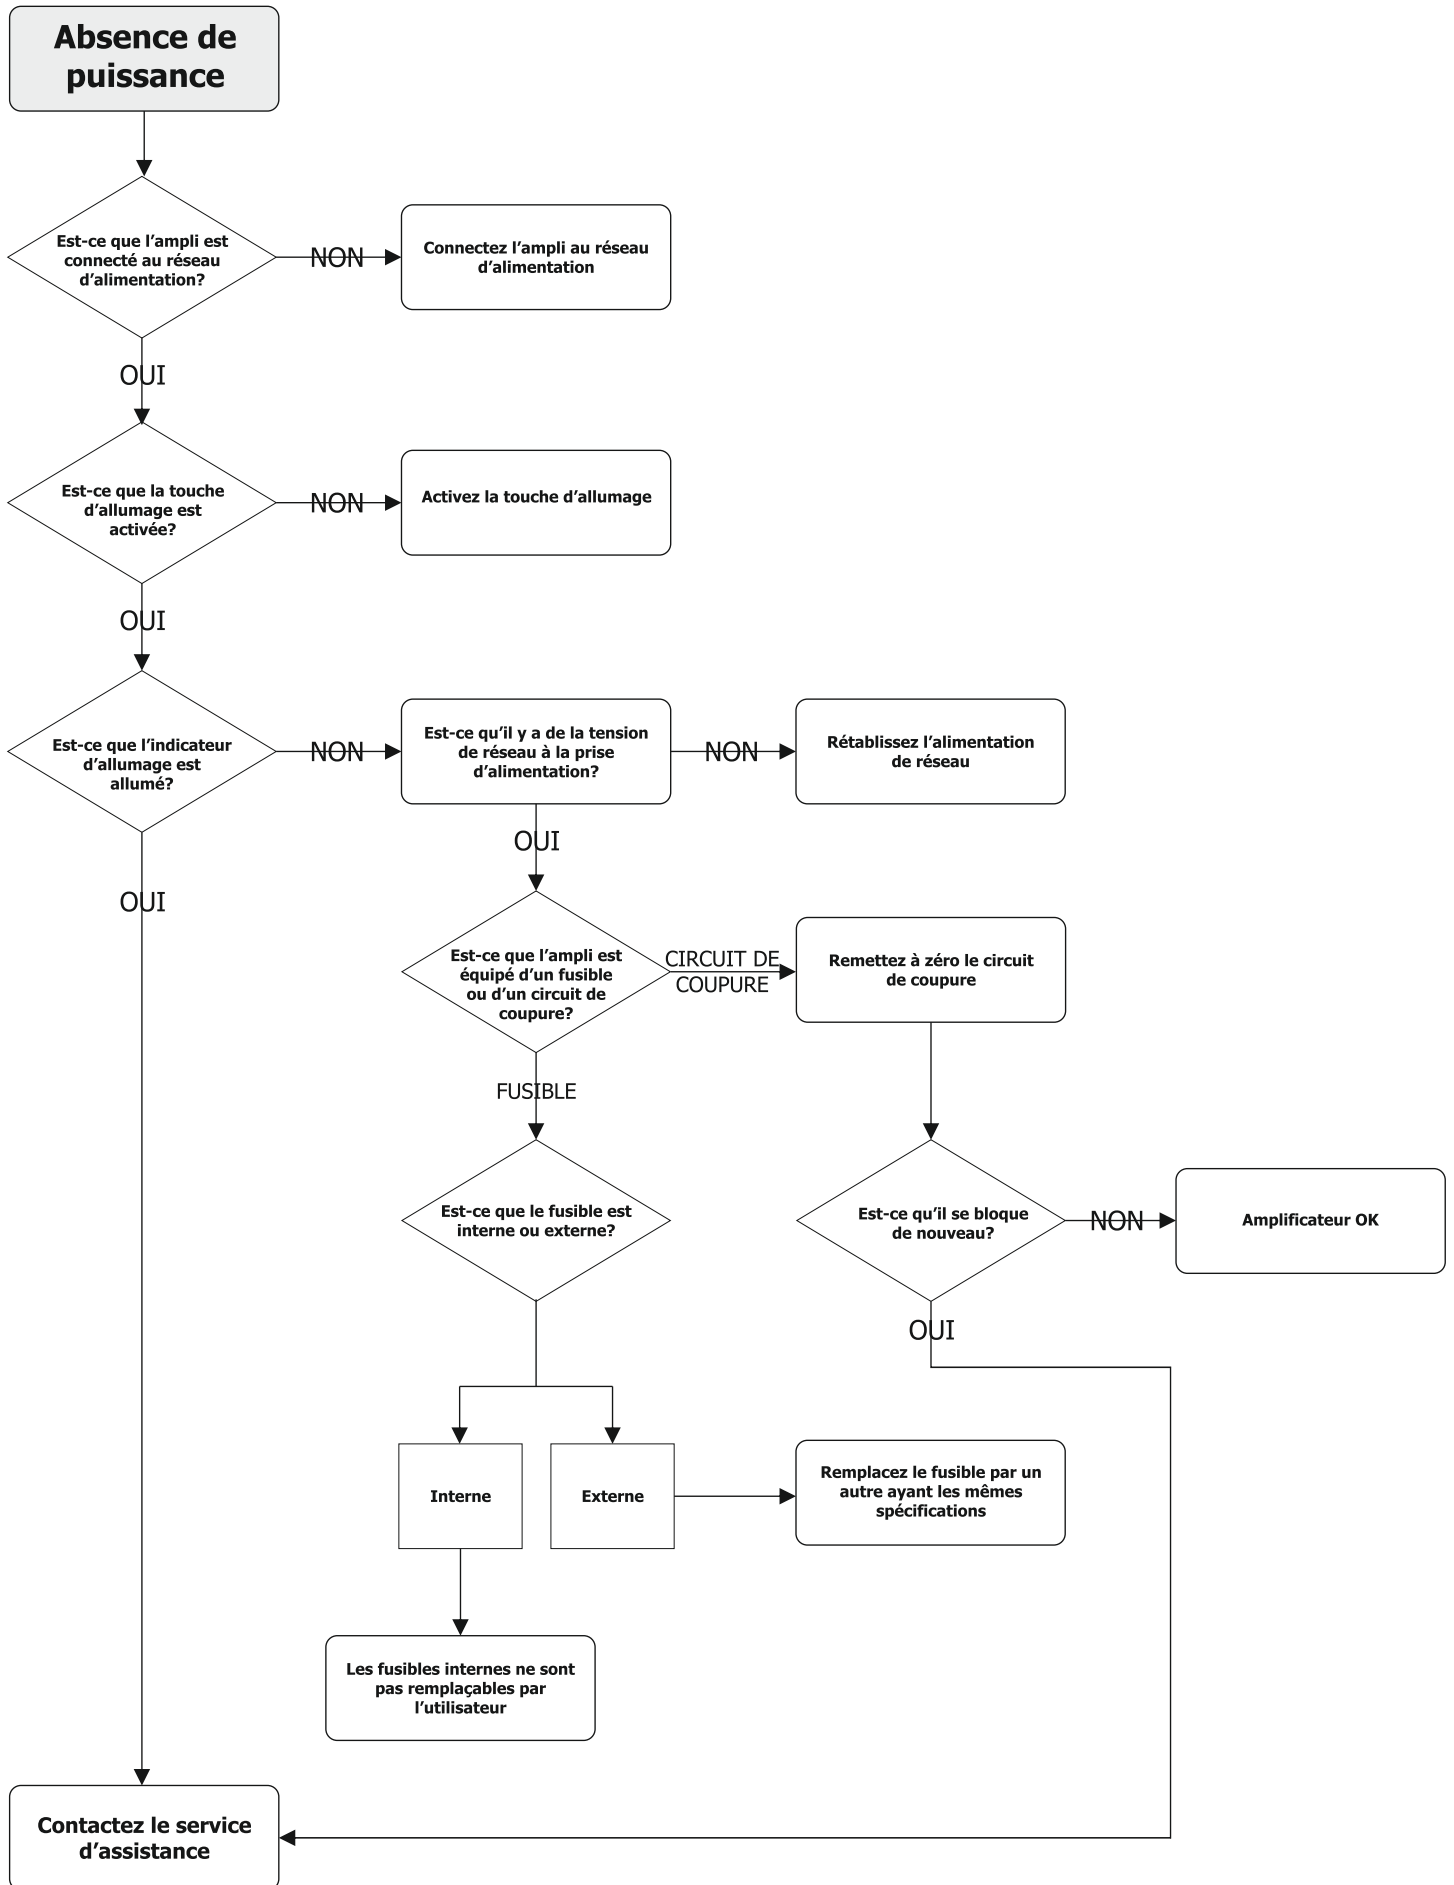 Absence de
puissance
Est-ce que l'ampli est
connecté au réseau
d'alimentation?
NON
Connectez l'ampli au réseau
d'alimentation
OUI
Est-ce que la touche
d'allumage est
activée?
NON
Activez la touche d'allumage
OUI
Est-ce que l'indicateur
d'allumage est
allumé?
NON
Est-ce qu'il y a de la tension
de réseau à la prise
d'alimentation?
NON
Rétablissez l'alimentation
de réseau
OUI
OUI
Est-ce que l'ampli est
équipé d'un fusible
ou d'un circuit de
coupure?
CIRCUIT DE
COUPURE
Remettez à zéro le circuit
de coupure
FUSIBLE
Est-ce que le fusible est
interne ou externe?
Est-ce qu'il se bloque
de nouveau?
NON
Amplificateur OK
OUI
Interne
Externe
Remplacez le fusible par un
autre ayant les mêmes
spécifications
Les fusibles internes ne sont
pas remplaçables par
l'utilisateur
Contactez le service
d'assistance